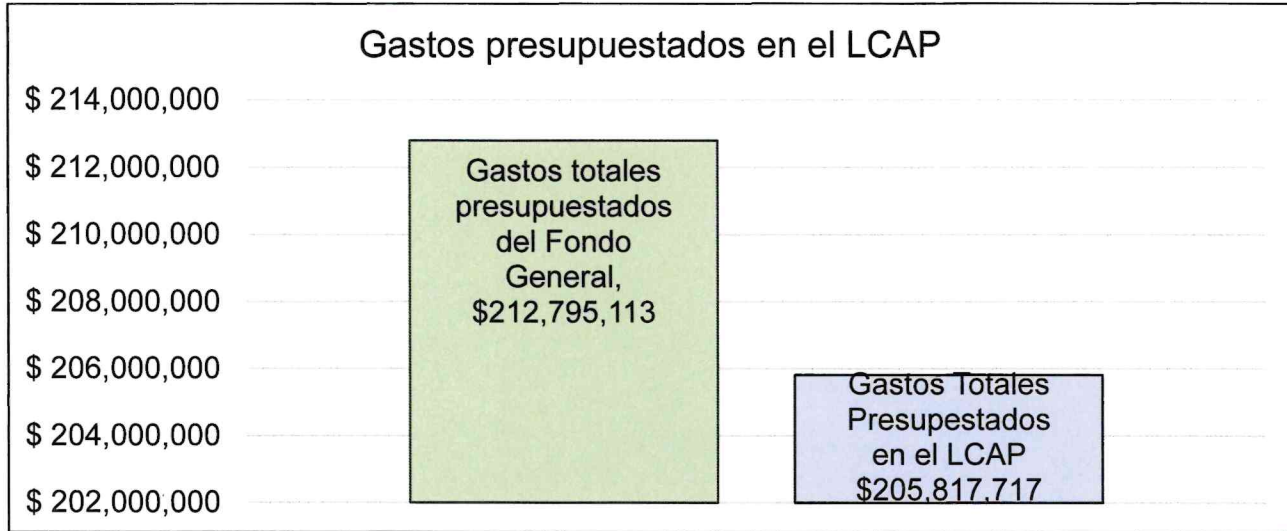 Gastos presupuestados en el LCAP
$ 214,000,000
$ 212,000,000
$ 210,000,000
$ 208,000,000
$ 206,000,000
$ 204,000,000
$ 202,000,000
Gastos totales
presupuestados
del Fondo
General,
$212,795,113
Gastos Totales
Presupestados
en el LCAP
$205,817,717